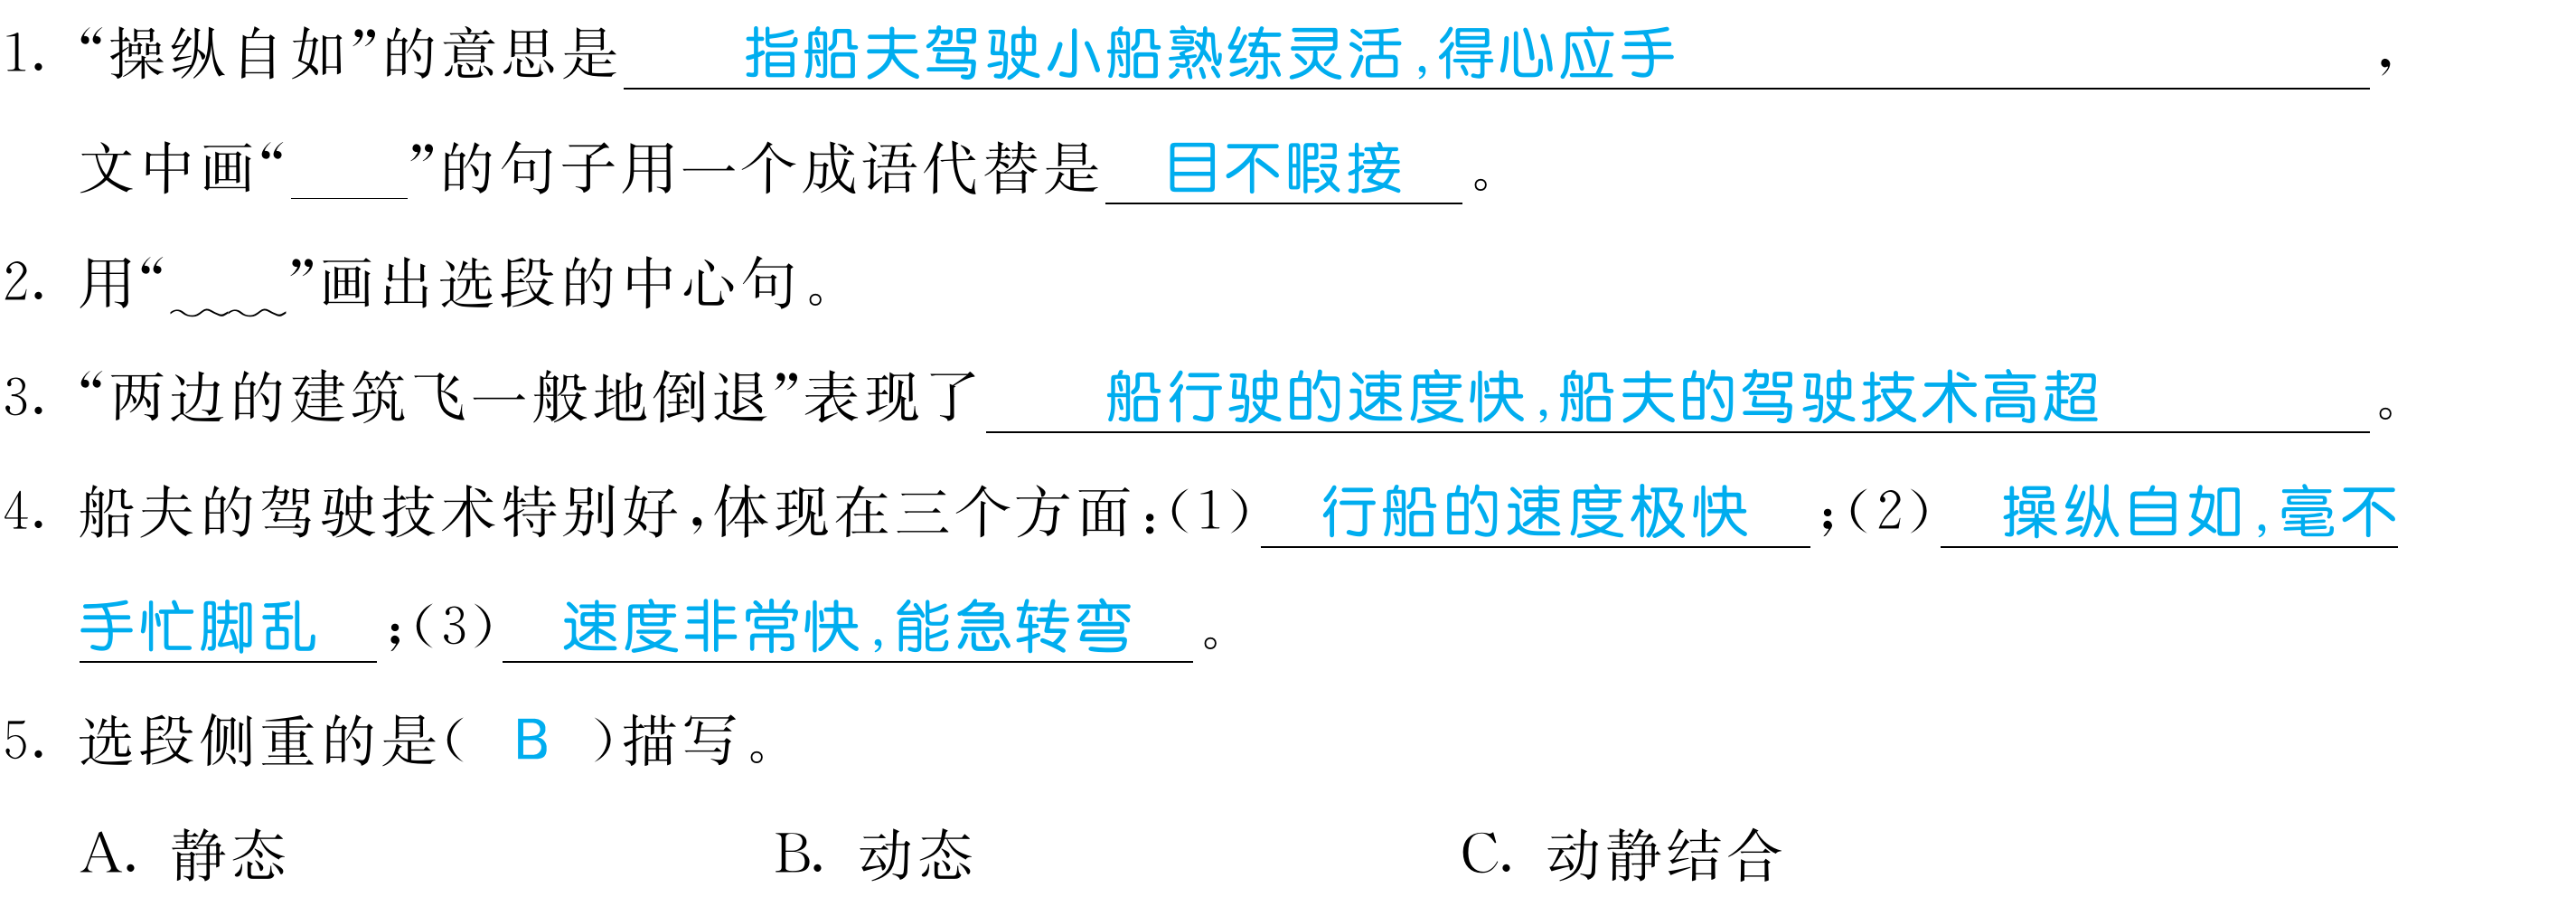 1. “操纵自如”的意思是 指船夫驾驶小船熟练灵活,得心应手 ,
文中画“____”的句子用一个成语代替是 目不暇接 。
2. 用“﹏﹏”画出选段的中心句。
3. “两边的建筑飞一般地倒退”表现了 船行驶的速度快,船夫的驾驶技术高超 。
4. 船夫的驾驶技术特别好,体现在三个方面:(1) 行船的速度极快 ;(2) 操纵自如,毫不
手忙脚乱 ;(3) 速度非常快,能急转弯 。
5. 选段侧重的是( B )描写。
A. 静态 B. 动态 C. 动静结合